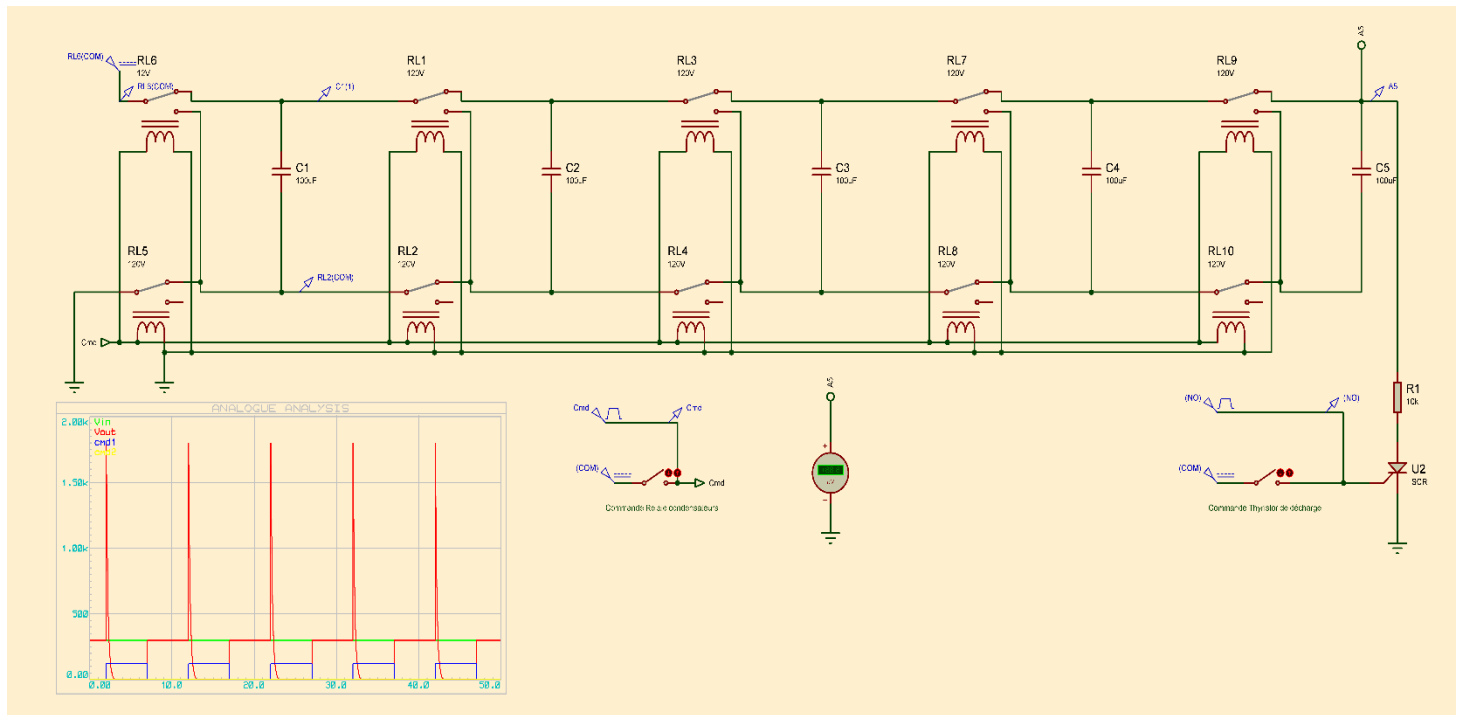 RL6 RL1 RL3 RL7 RL9 A5
RL6(COM)
12V 120V 120V 120V 120V
C1(1) A5
C1 C2 C3 C4 C5
100uF 100uF 100uF 100uF 100uF
RL5 RL2 RL4 RL8 RL10
120V 120V 120V 120V 120V
RL2(COM)
Cmd
ANALOGUE ANALYSIS
2.00k
Vin
Vout
cmd1
cmd2
1.50k
1.00k
500
0.00
0.00 10.0 20.0 30.0 40.0 50.0
Cmd Cmd
(COM)
Cmd
Commande Relais condensateurs
A5
+
-
R1
10k
(NO) (NO)
(COM)
U2
SCR
Commande Thyristor de décharge